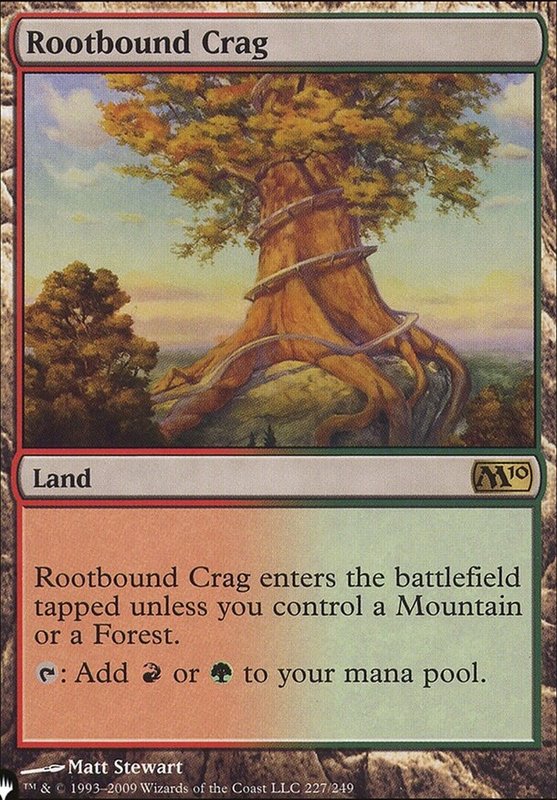 Rootbound Crag
Land
M10
Rootbound Crag enters the battlefield
tapped unless you control a Mountain
or a Forest.
: Add or to your mana pool.
Matt Stewart
™ & © 1993–2009 Wizards of the Coast LLC 227/249